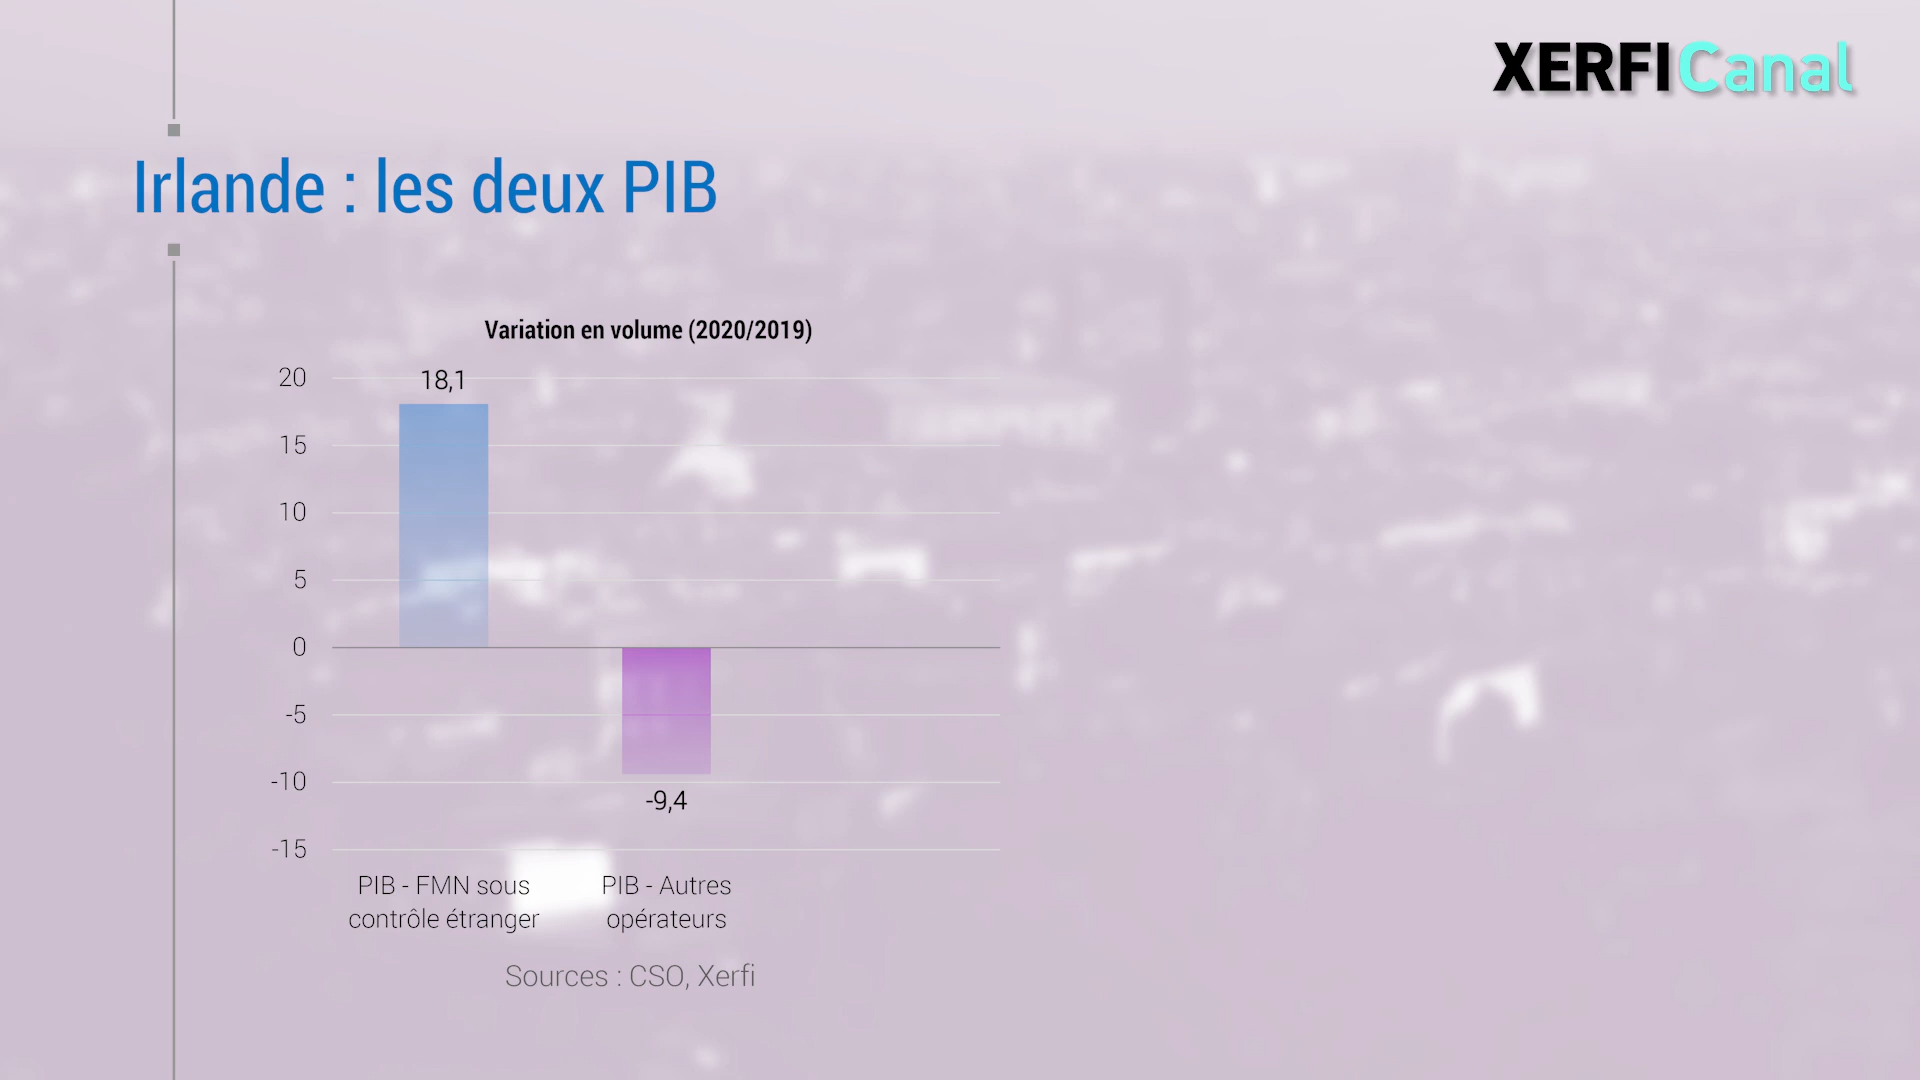 XERFI Canal
Irlande : les deux PIB
Variation en volume (2020/2019)
20
18,1
15
10
5
0
-5
-10
-9,4
-15
PIB - FMN sous
contrôle étranger
PIB - Autres
opérateurs
Sources : CSO, Xerfi